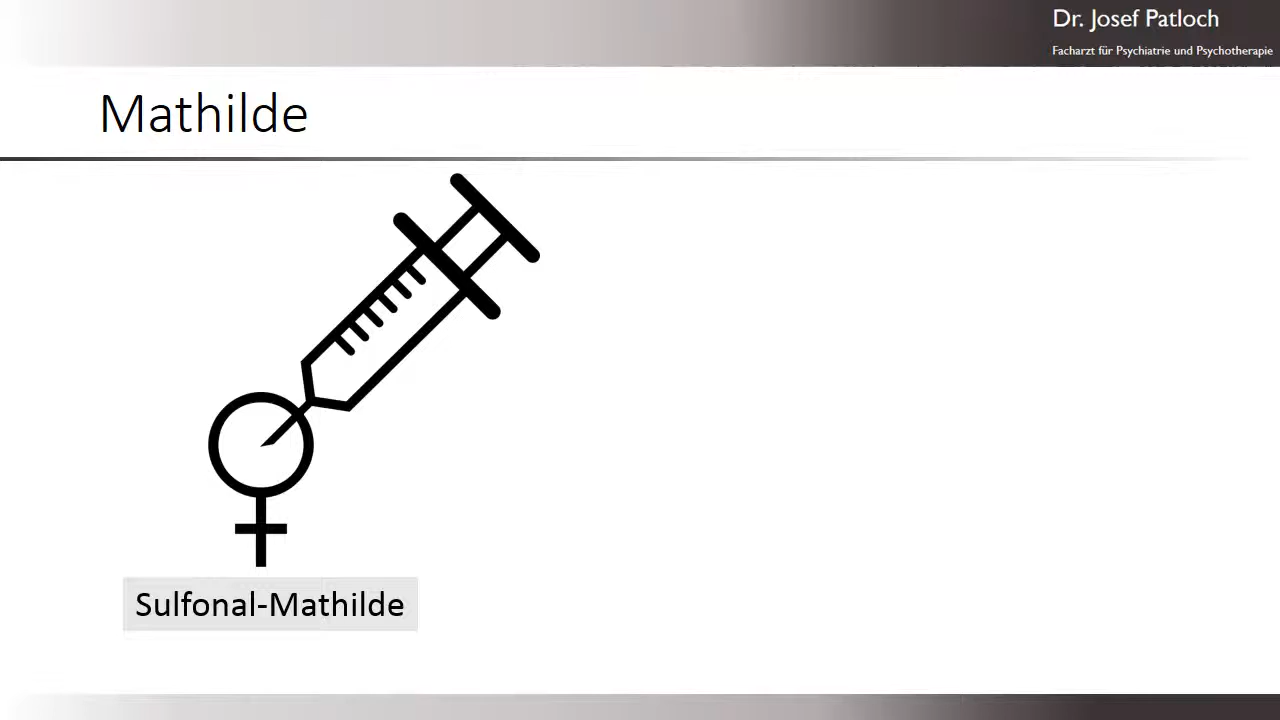 Dr. Josef Patloch
Facharzt für Psychiatrie und Psychotherapie
Mathilde
Sulfonal-Mathilde